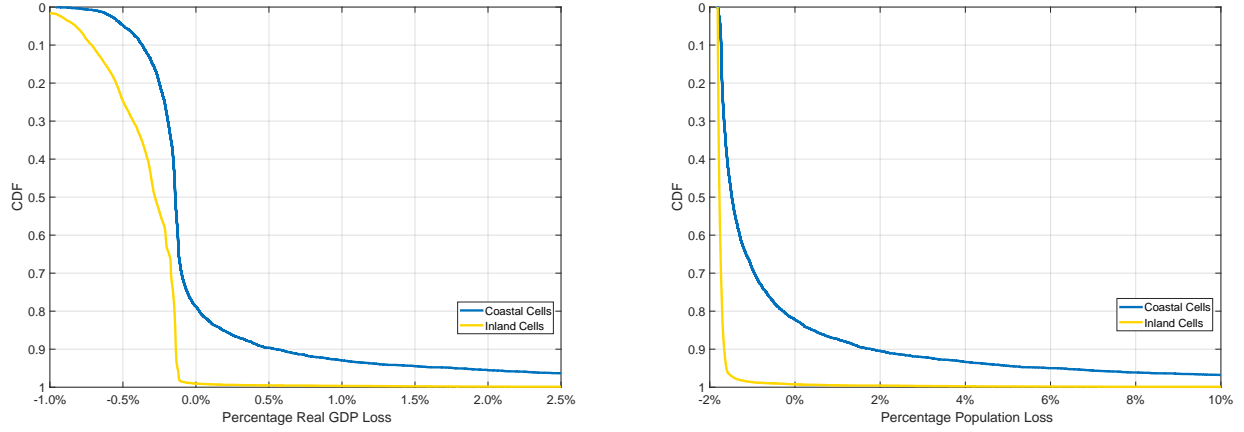 0
0.1
0.2
0.3
0.4
0.5
0.6
0.7
0.8
0.9
1
CDF
-1.0% -0.5% 0.0% 0.5% 1.0% 1.5% 2.0% 2.5%
Percentage Real GDP Loss
Coastal Cells
Inland Cells
0
0.1
0.2
0.3
0.4
0.5
0.6
0.7
0.8
0.9
1
CDF
-2% 0% 2% 4% 6% 8% 10%
Percentage Population Loss
Coastal Cells
Inland Cells